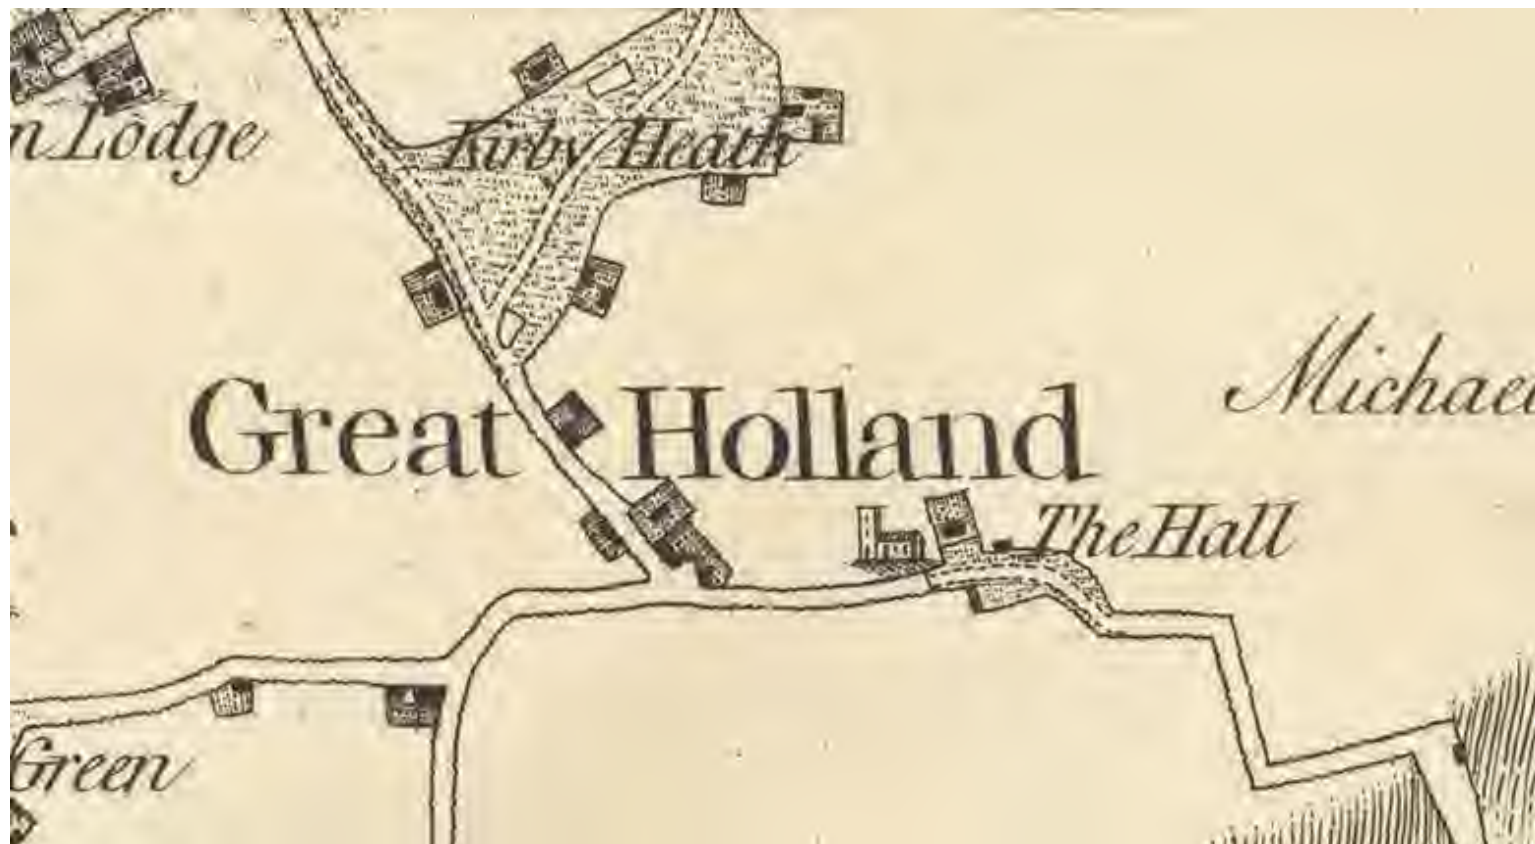 n Lodge
Kirby Heath
Great Holland
Michael
The Hall
Green